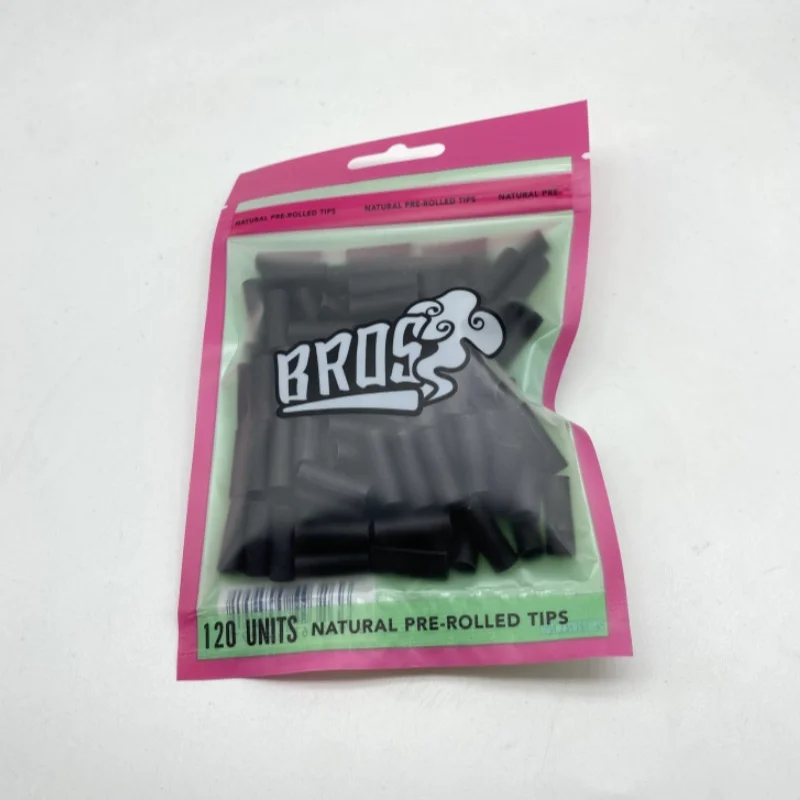 NATURAL PRE-ROLLED TIPS NATURAL PRE-ROLLED TIPS NATURAL PRE-
BROS
120 UNITS NATURAL PRE-ROLLED TIPS